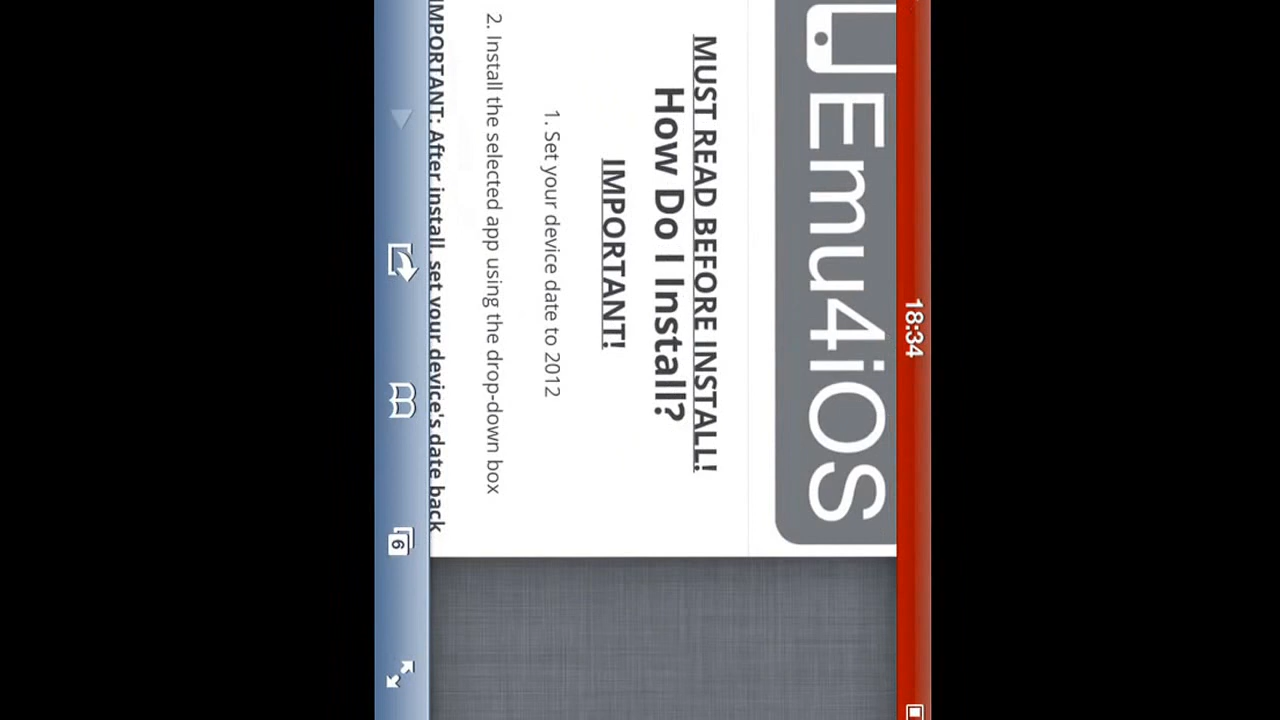 18:34
Emu4iOS
MUST READ BEFORE INSTALL!
How Do I Install?
IMPORTANT!
1. Set your device date to 2012
2. Install the selected app using the drop-down box
IMPORTANT: After install, set your device's date back
6